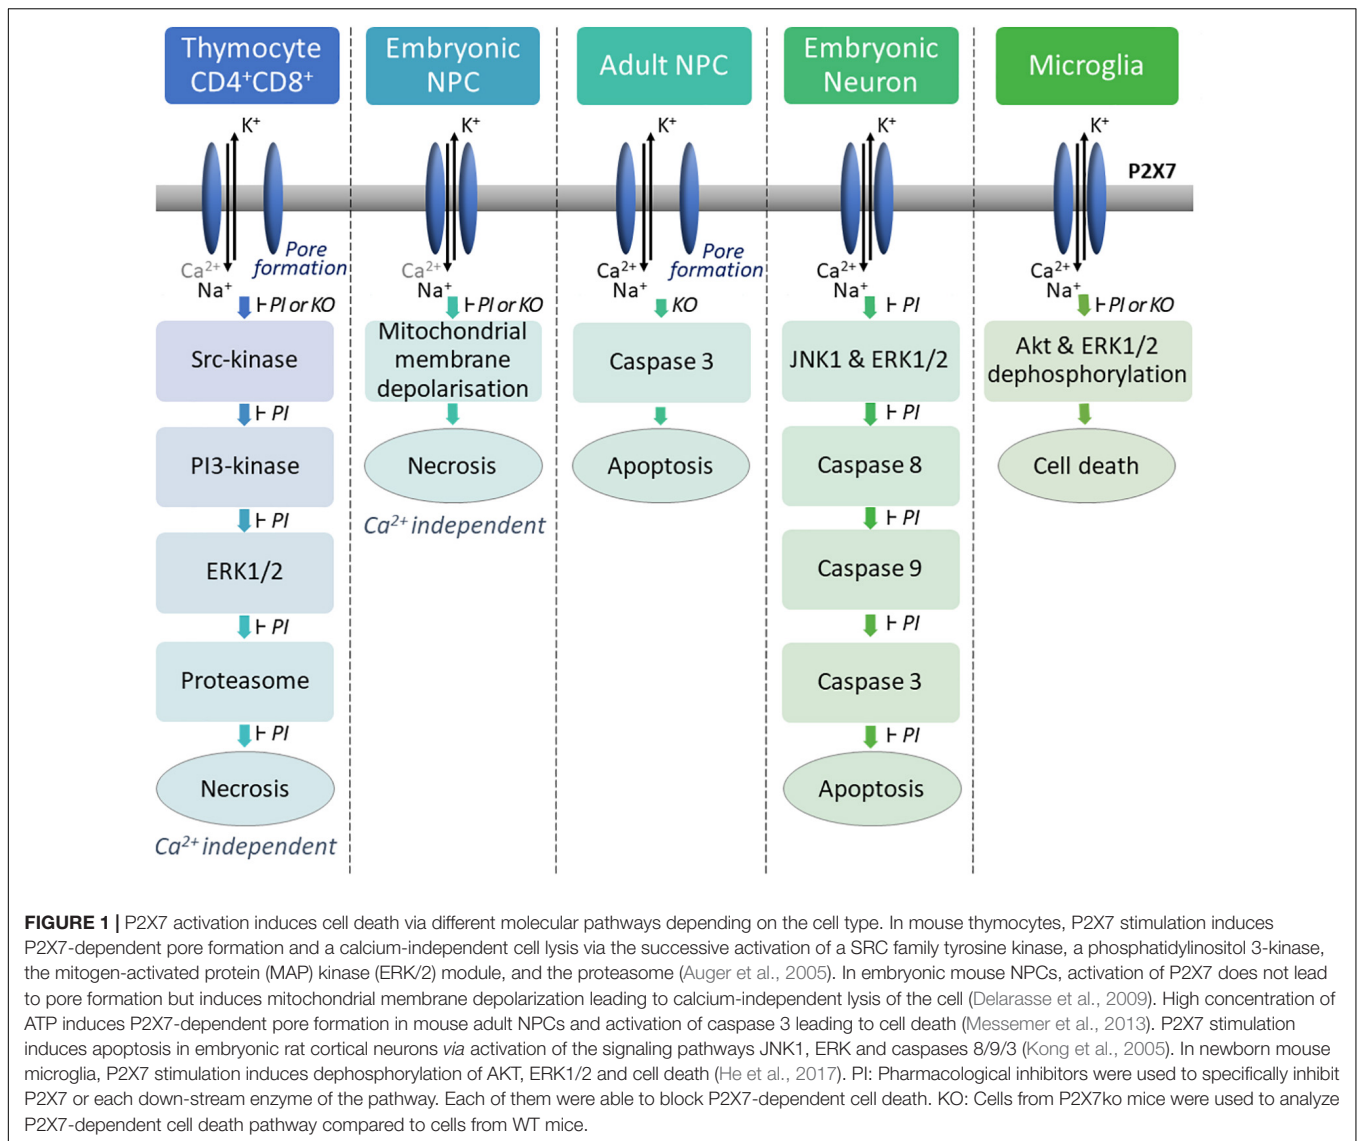 Thymocyte
CD4⁺CD8⁺
Embryonic
NPC
Adult NPC
Embryonic
Neuron
Microglia
K⁺
K⁺
K⁺
K⁺
K⁺
P2X7
Pore
formation
Pore
formation
Ca²⁺
Na⁺
Ca²⁺
Na⁺
Ca²⁺
Na⁺
Ca²⁺
Na⁺
Ca²⁺
Na⁺
⊢ PI or KO
Src-kinase
⊢ PI
PI3-kinase
⊢ PI
ERK1/2
⊢ PI
Proteasome
⊢ PI
Necrosis
Ca²⁺ independent
⊢ PI or KO
Mitochondrial
membrane
depolarisation
Necrosis
Ca²⁺ independent
KO
Caspase 3
Apoptosis
⊢ PI
JNK1 & ERK1/2
⊢ PI
Caspase 8
⊢ PI
Caspase 9
⊢ PI
Caspase 3
⊢ PI
Apoptosis
⊢ PI or KO
Akt & ERK1/2
dephosphorylation
Cell death
FIGURE 1 | P2X7 activation induces cell death via different molecular pathways depending on the cell type. In mouse thymocytes, P2X7 stimulation induces
P2X7-dependent pore formation and a calcium-independent cell lysis via the successive activation of a SRC family tyrosine kinase, a phosphatidylinositol 3-kinase,
the mitogen-activated protein (MAP) kinase (ERK/2) module, and the proteasome (Auger et al., 2005). In embryonic mouse NPCs, activation of P2X7 does not lead
to pore formation but induces mitochondrial membrane depolarization leading to calcium-independent lysis of the cell (Delarasse et al., 2009). High concentration of
ATP induces P2X7-dependent pore formation in mouse adult NPCs and activation of caspase 3 leading to cell death (Messemer et al., 2013). P2X7 stimulation
induces apoptosis in embryonic rat cortical neurons via activation of the signaling pathways JNK1, ERK and caspases 8/9/3 (Kong et al., 2005). In newborn mouse
microglia, P2X7 stimulation induces dephosphorylation of AKT, ERK1/2 and cell death (He et al., 2017). PI: Pharmacological inhibitors were used to specifically inhibit
P2X7 or each down-stream enzyme of the pathway. Each of them were able to block P2X7-dependent cell death. KO: Cells from P2X7ko mice were used to analyze
P2X7-dependent cell death pathway compared to cells from WT mice.